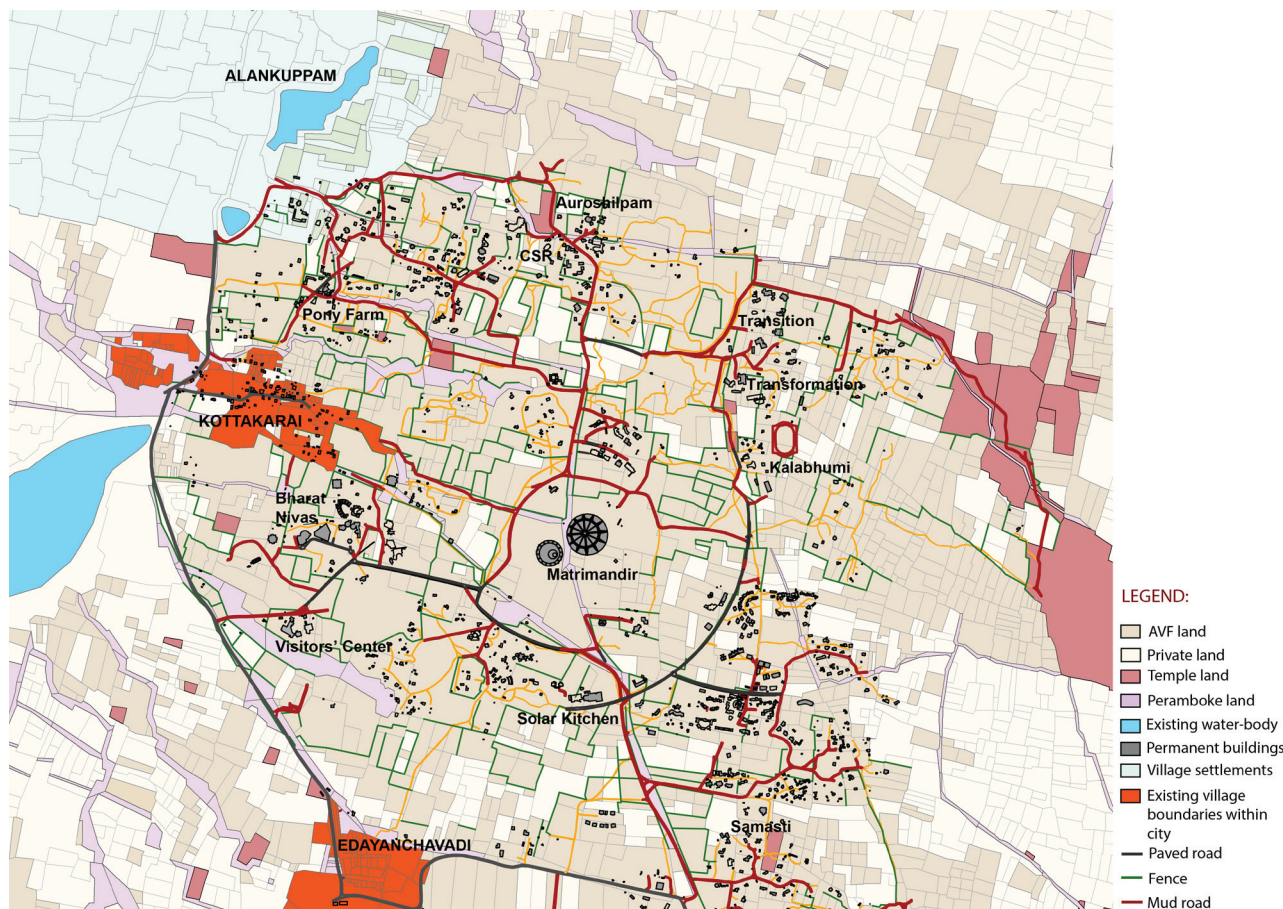 ALANKUPPAM
Auroshilpam
CSR
Pony Farm
Transition
Transformation
KOTTAKARAI
Kalabhumi
Bharat
Nivas
Matrimandir
Visitors' Center
Solar Kitchen
Samasti
EDAYANCHAVADI
LEGEND:
AVF land
Private land
Temple land
Peramboke land
Existing water-body
Permanent buildings
Village settlements
Existing village
boundaries within
city
Paved road
Fence
Mud road